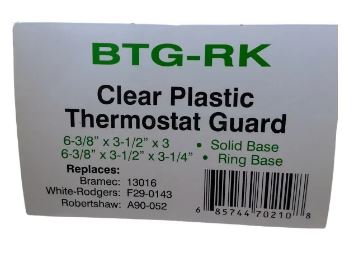 BTG-RK
Clear Plastic
Thermostat Guard
6-3/8" x 3-1/2" x 3 • Solid Base
6-3/8" x 3-1/2" x 3-1/4" • Ring Base
Replaces:
Bramec: 13016
White-Rodgers: F29-0143
Robertshaw: A90-052
6 85744 70210 8